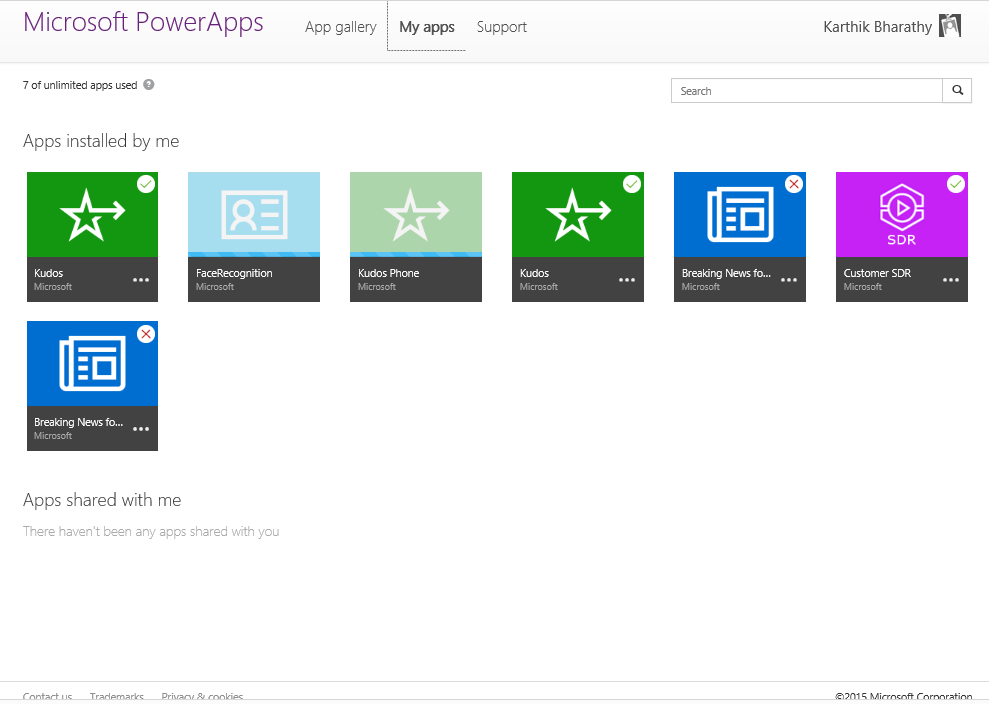 Microsoft PowerApps
App gallery
My apps
Support
Karthik Bharathy
7 of unlimited apps used ?
Search
Apps installed by me
Kudos
Microsoft
FaceRecognition
Microsoft
Kudos Phone
Microsoft
Kudos
Microsoft
Breaking News fo...
Microsoft
SDR
Customer SDR
Microsoft
Breaking News fo...
Microsoft
Apps shared with me
There haven't been any apps shared with you
Contact us
Trademarks
Privacy & cookies
©2015 Microsoft Corporation